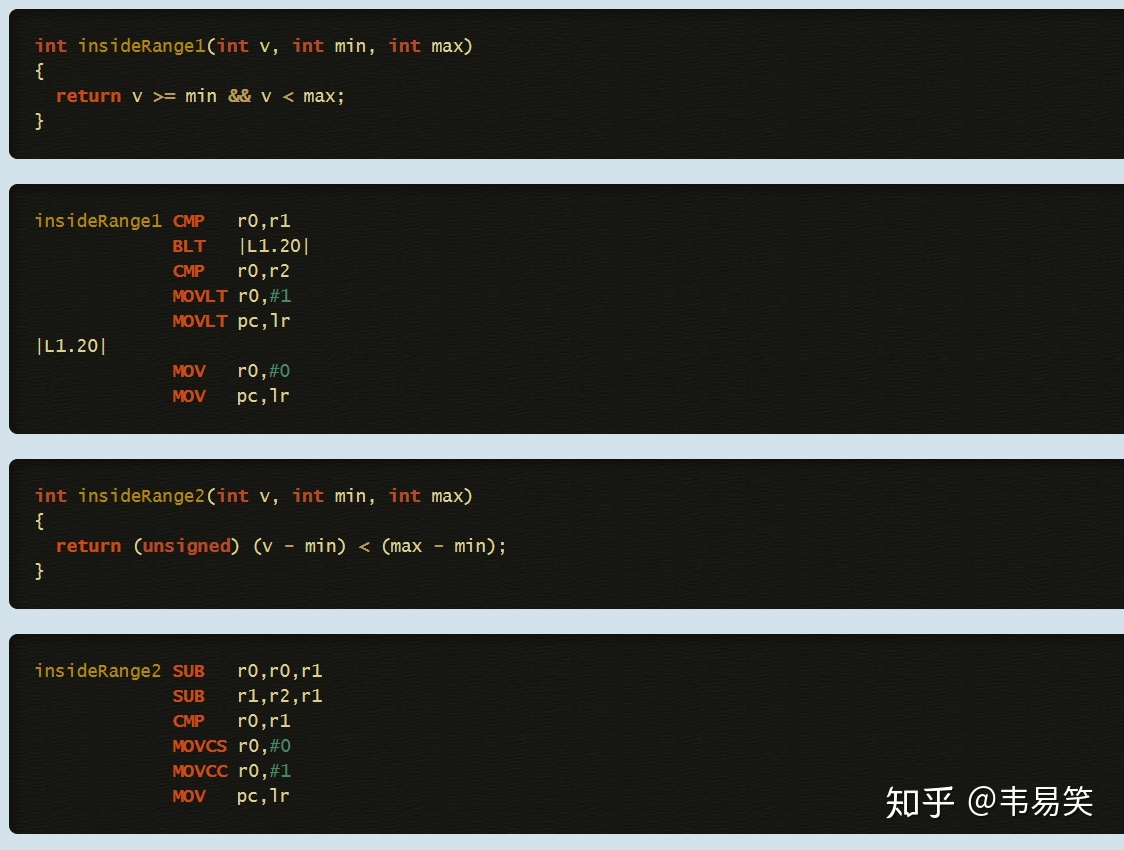 int insideRange1(int v, int min, int max)
{
  return v >= min && v < max;
}
insideRange1 CMP   r0,r1
             BLT   |L1.20|
             CMP   r0,r2
             MOVLT r0,#1
             MOVLT pc,lr
|L1.20|
             MOV   r0,#0
             MOV   pc,lr
int insideRange2(int v, int min, int max)
{
  return (unsigned) (v - min) < (max - min);
}
insideRange2 SUB   r0,r0,r1
             SUB   r1,r2,r1
             CMP   r0,r1
             MOVCS r0,#0
             MOVCC r0,#1
             MOV   pc,lr
知乎 @韦易笑